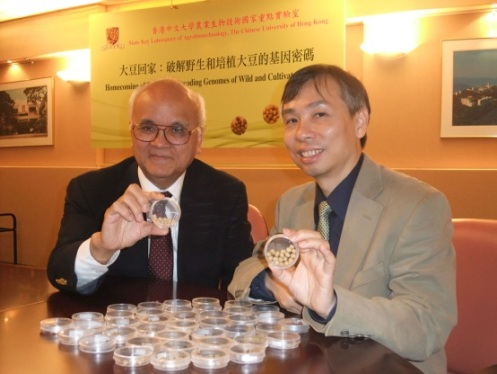 香港中文大學農業生物技術國家重點實驗室
State Key Laboratory of Agrobiotechnology, The Chinese University of Hong Kong
大豆回家：破解野生和培植大豆的基因密碼
Homecoming ding Genomes of Wild and Cultivat